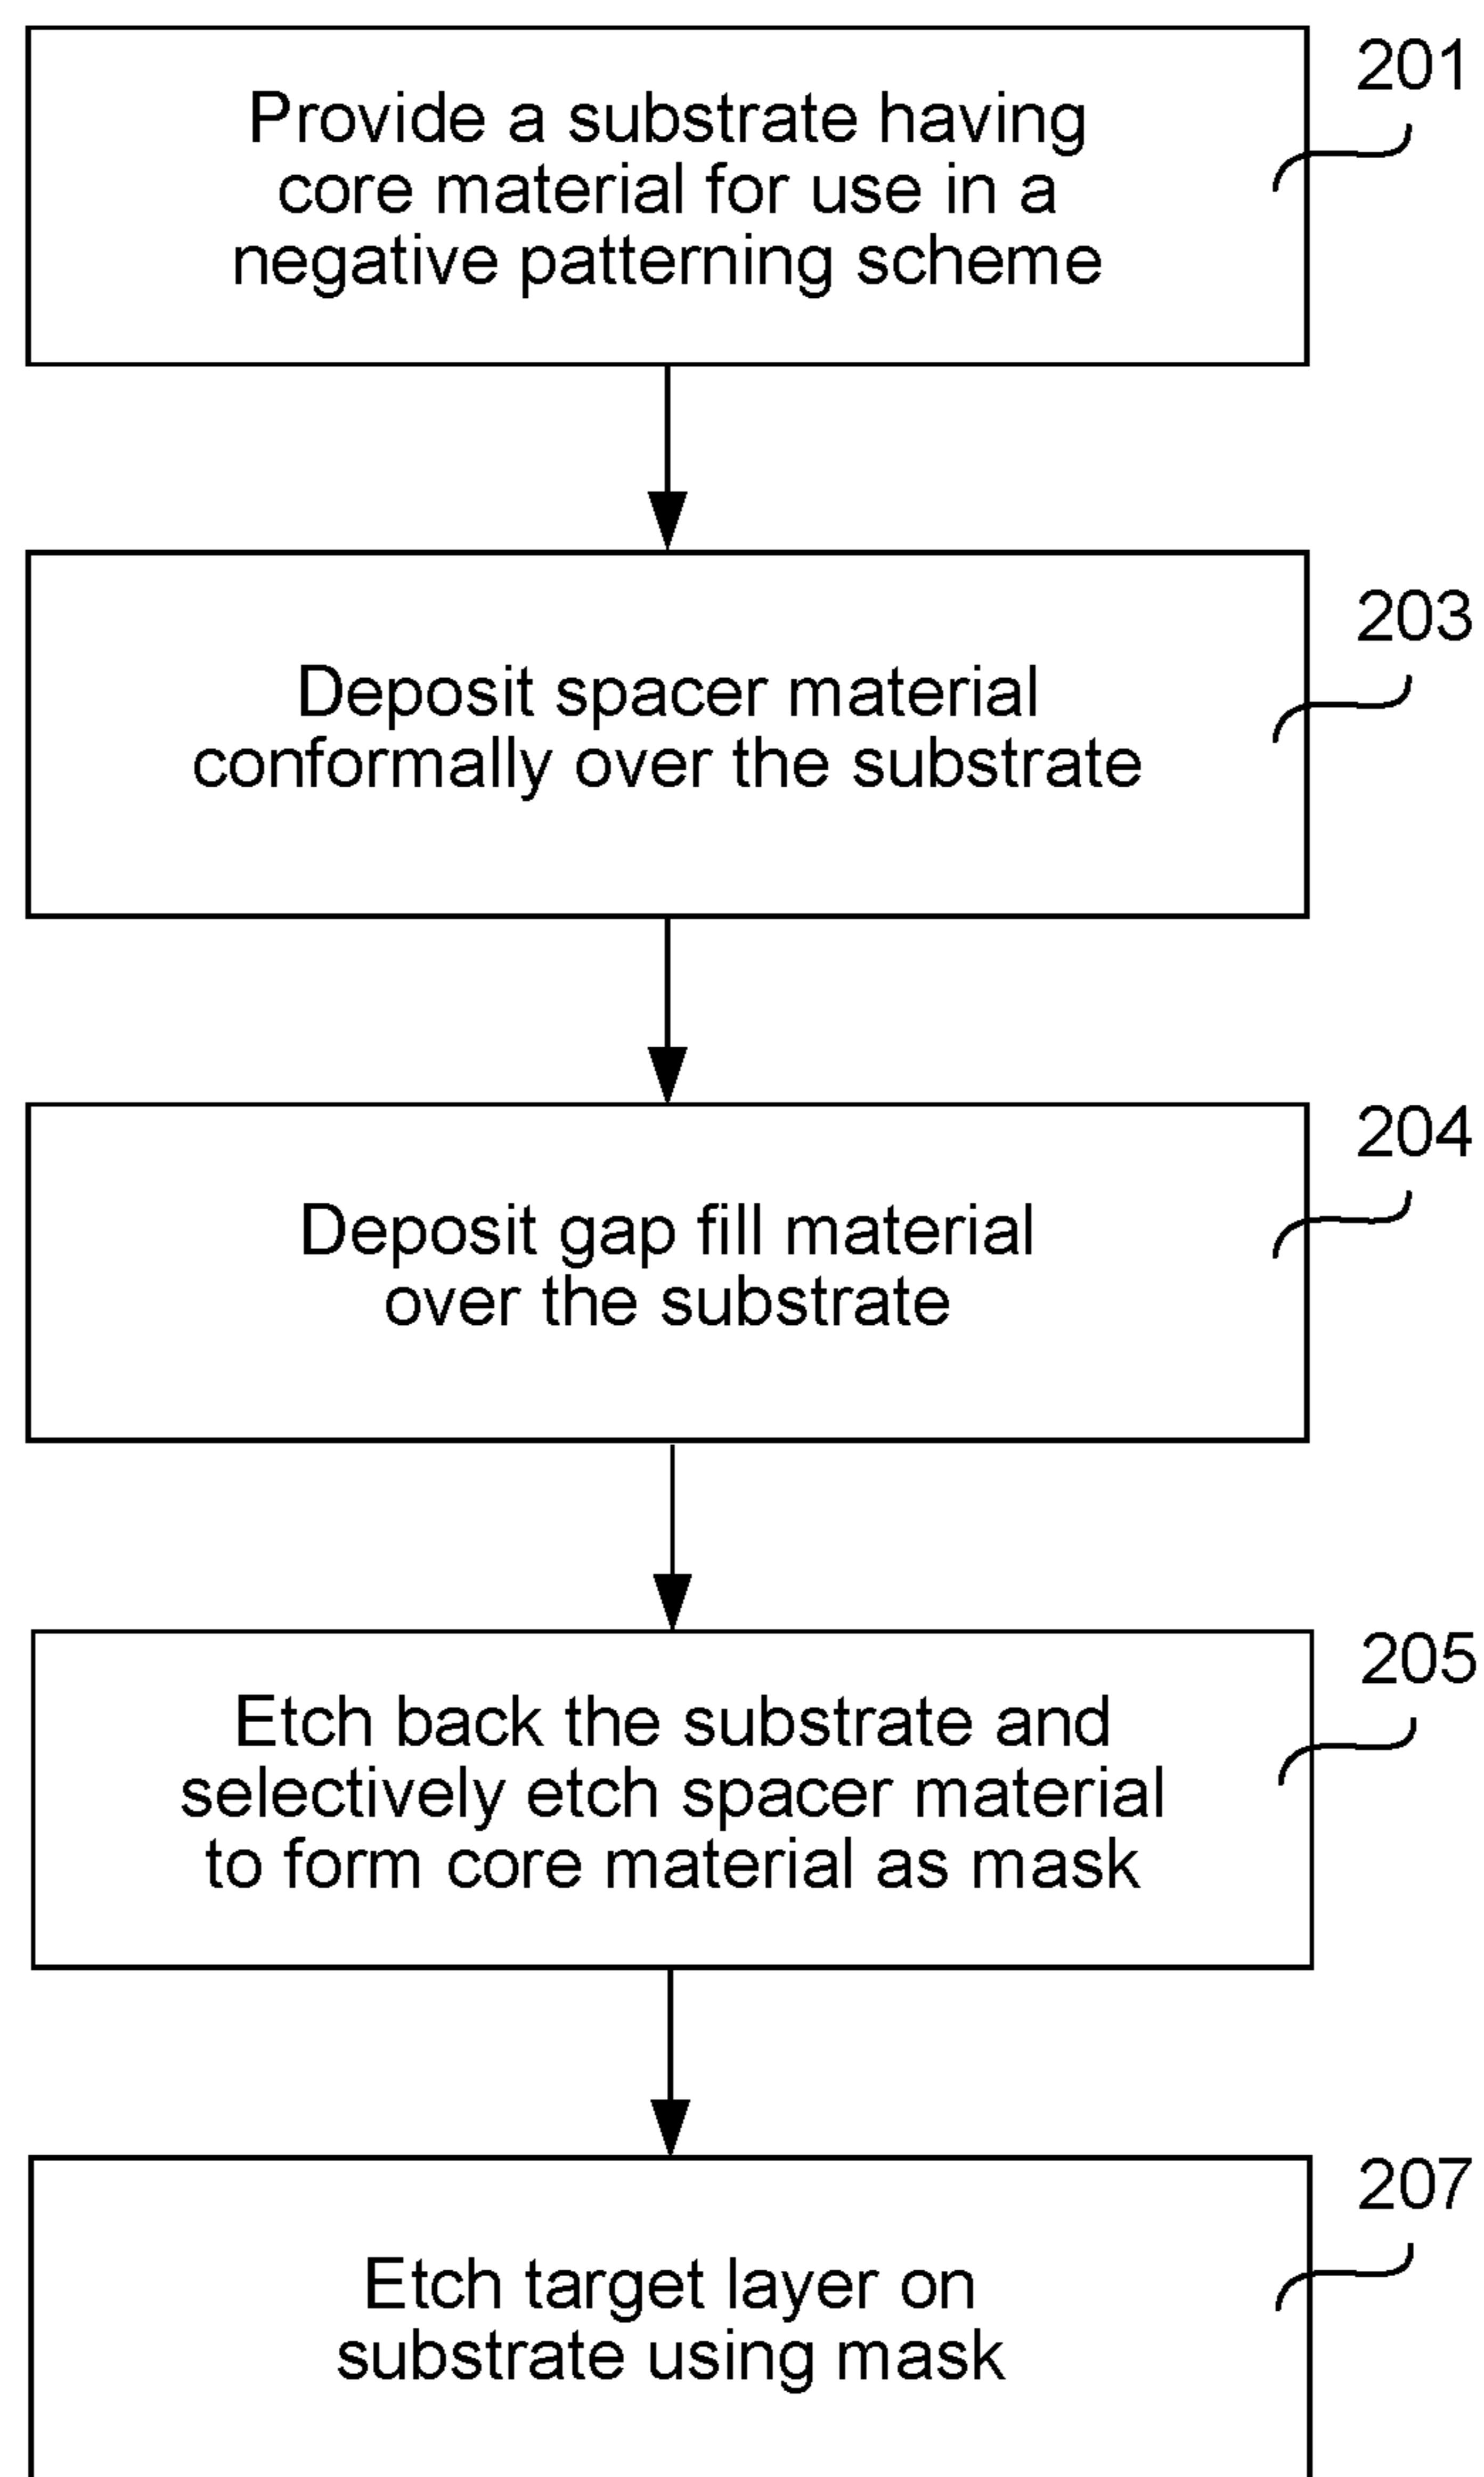 201
Provide a substrate having
core material for use in a
negative patterning scheme
203
Deposit spacer material
conformally over the substrate
204
Deposit gap fill material
over the substrate
205
Etch back the substrate and
selectively etch spacer material
to form core material as mask
207
Etch target layer on
substrate using mask